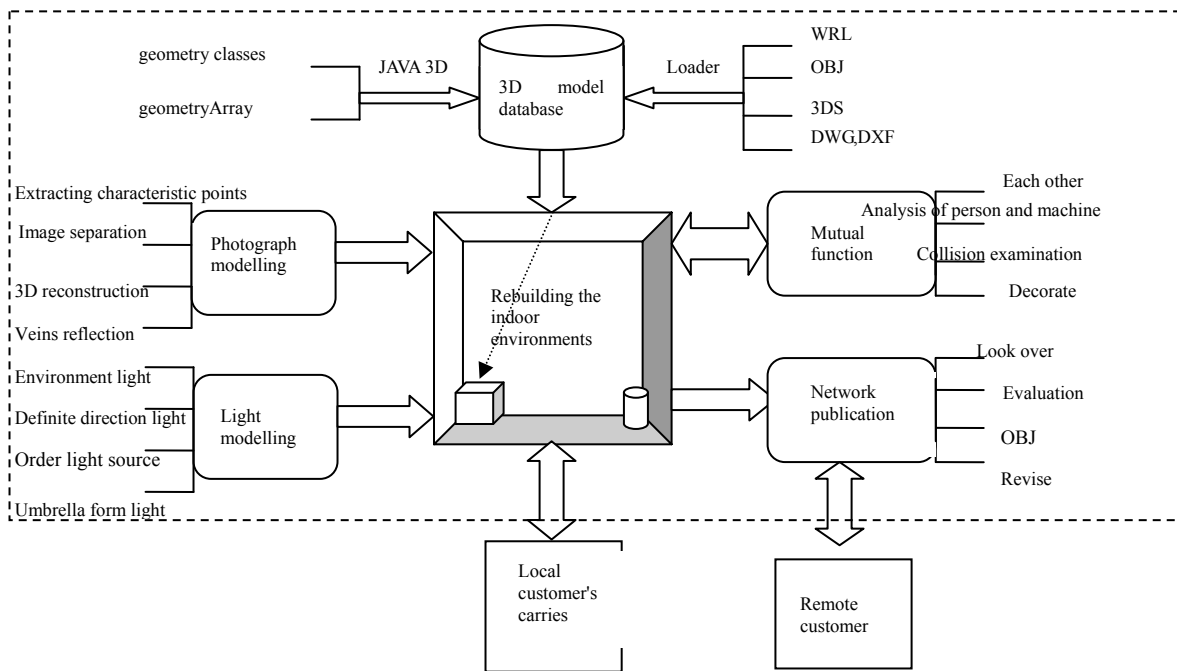 geometry classes
geometryArray
JAVA 3D
3D model
database
Loader
WRL
OBJ
3DS
DWG,DXF
Extracting characteristic points
Image separation
3D reconstruction
Veins reflection
Photograph
modelling
Environment light
Definite direction light
Order light source
Umbrella form light
Light
modelling
Rebuilding the
indoor
environments
Mutual
function
Each other
Analysis of person and machine
Collision examination
Decorate
Network
publication
Look over
Evaluation
OBJ
Revise
Local
customer's
carries
Remote
customer